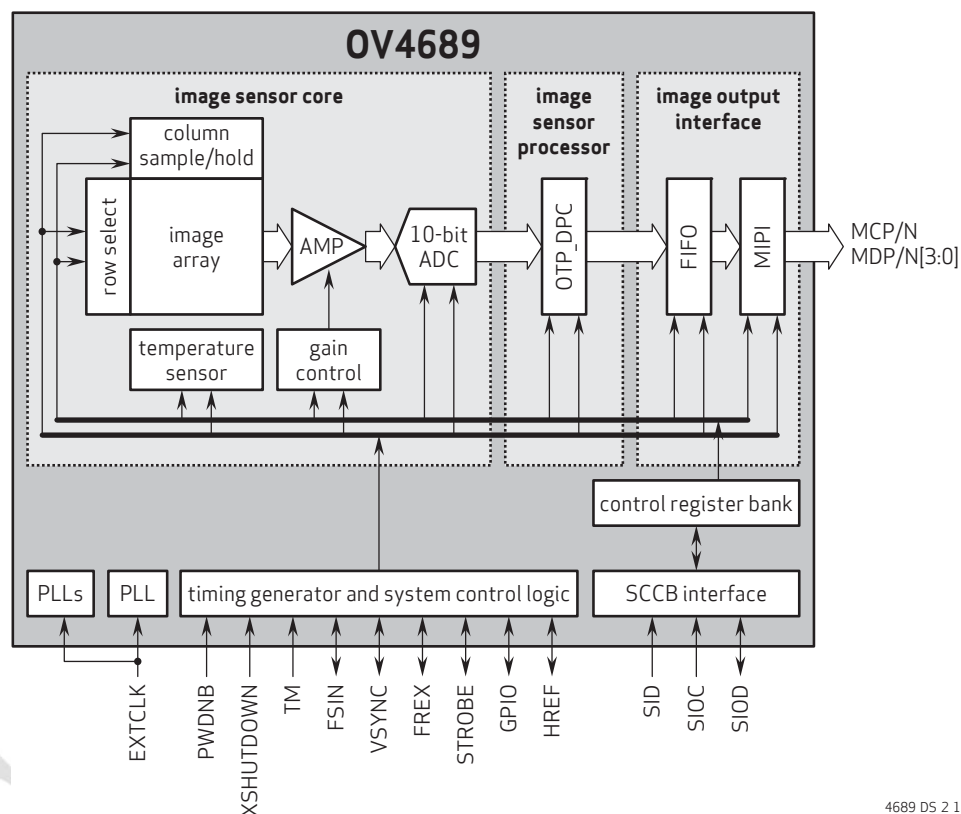 OV4689
image sensor core
image
sensor
processor
image output
interface
column
sample/hold
row select
image
array
AMP
10-bit
ADC
OTP_DPC
FIFO
MIPI
MCP/N
MDP/N[3:0]
temperature
sensor
gain
control
control register bank
PLLs
PLL
timing generator and system control logic
SCCB interface
EXTCLK
PWDNB
XSHUTDOWN
TM
FSIN
VSYNC
FREX
STROBE
GPIO
HREF
SID
SIOC
SIOD
4689 DS 2 1